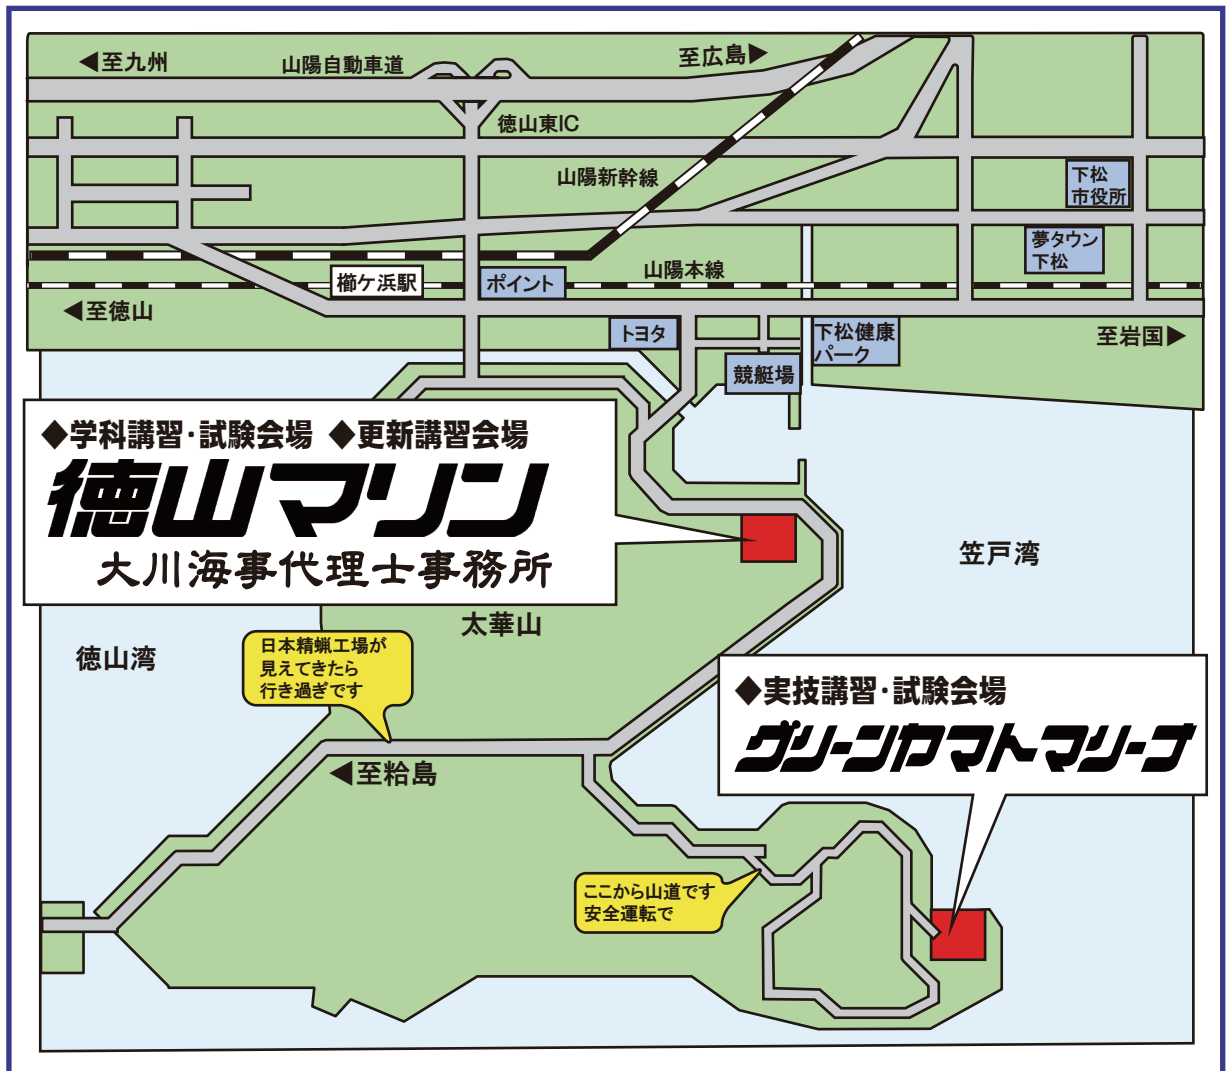 ◀至九州
山陽自動車道
至広島▶
徳山東IC
山陽新幹線
下松
市役所
夢タウン
下松
山陽本線
櫛ケ浜駅
ポイント
◀至徳山
トヨタ
下松健康
パーク
至岩国▶
競艇場
◆学科講習・試験会場 ◆更新講習会場
徳山マリン
大川海事代理士事務所
笠戸湾
太華山
徳山湾
日本精蝋工場が
見えてきたら
行き過ぎです
◆実技講習・試験会場
グリーンヤマトマリーナ
◀至粭島
ここから山道です
安全運転で